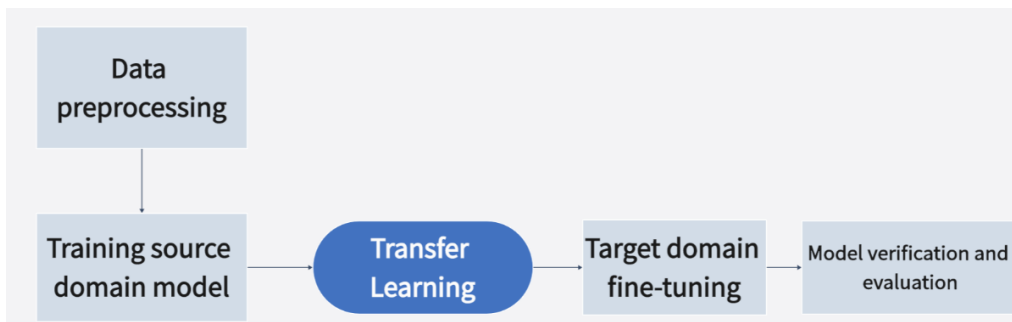 Data
preprocessing
Training source
domain model
Transfer
Learning
Target domain
fine-tuning
Model verification and
evaluation